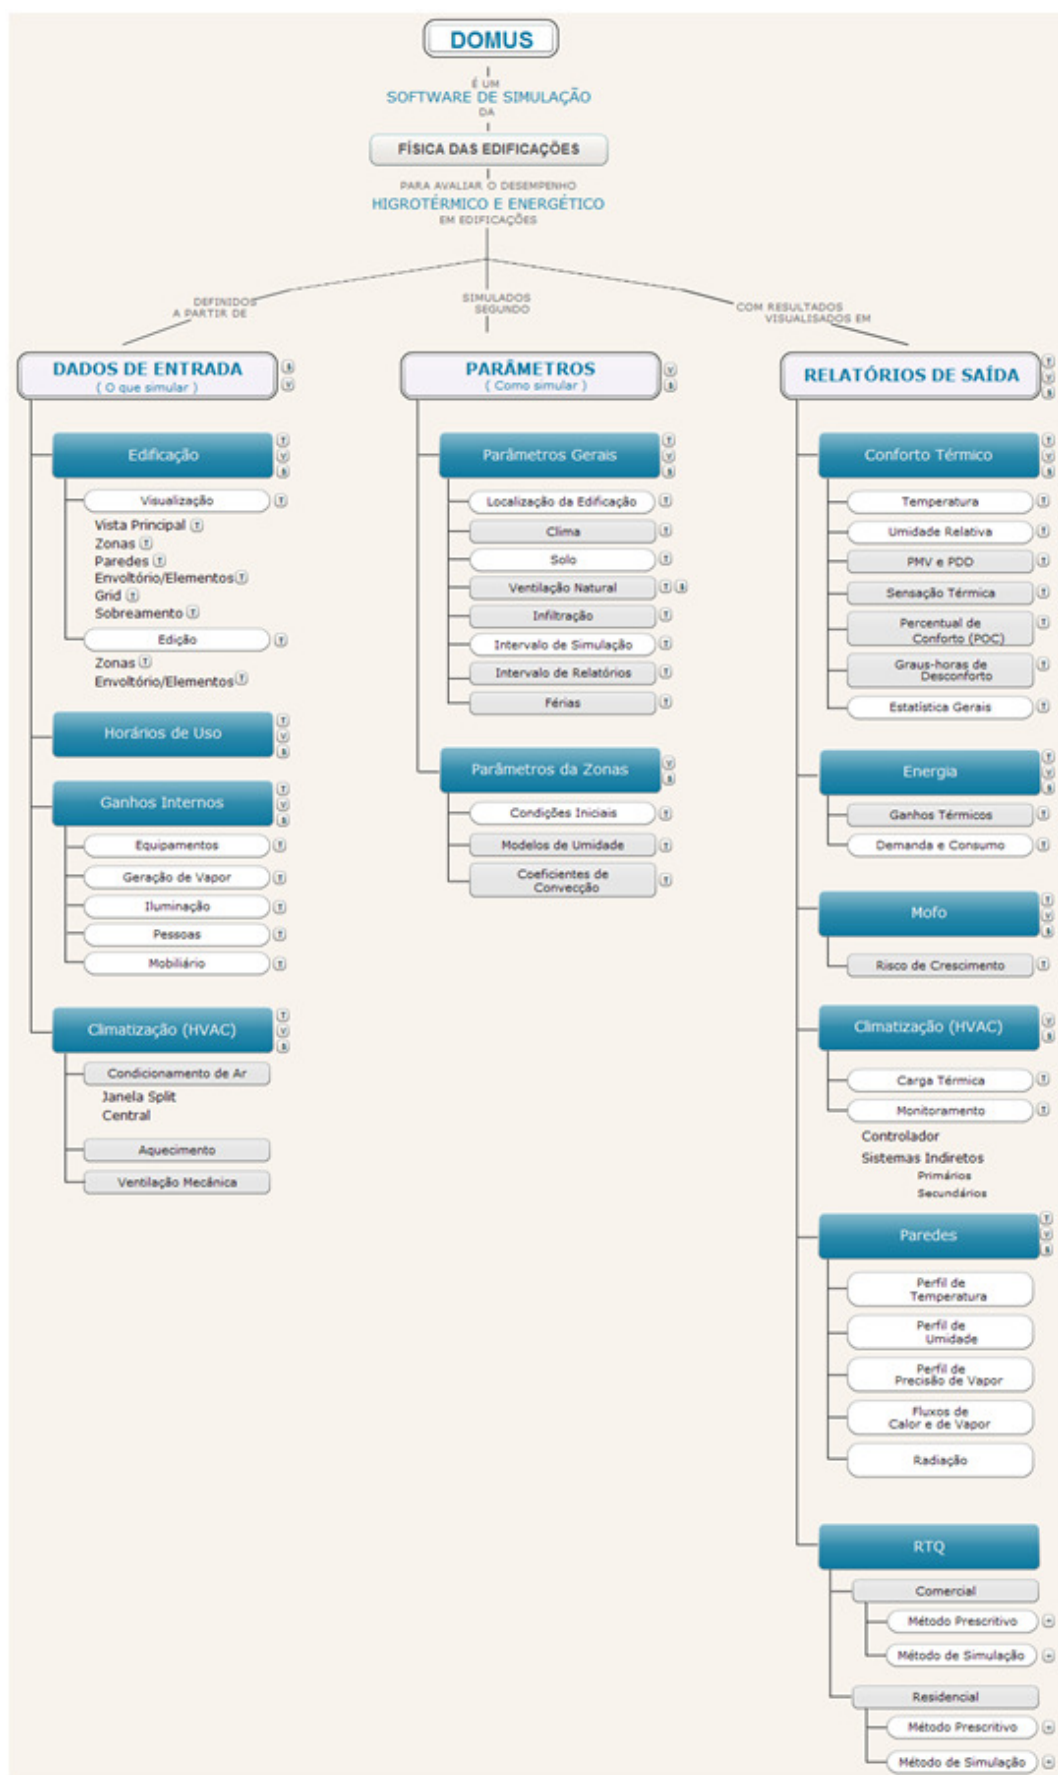 DOMUS
É UM
SOFTWARE DE SIMULAÇÃO
DA
FÍSICA DAS EDIFICAÇÕES
PARA AVALIAR O DESEMPENHO
HIGROTÉRMICO E ENERGÉTICO
EM EDIFICAÇÕES
DEFINIDOS
A PARTIR DE
SIMULADOS
SEGUNDO
COM RESULTADOS
VISUALISADOS EM
DADOS DE ENTRADA
( O que simular )
Edificação
Visualização
Vista Principal
Zonas
Paredes
Envoltório/Elementos
Grid
Sobreamento
Edição
Zonas
Envoltório/Elementos
Horários de Uso
Ganhos Internos
Equipamentos
Geração de Vapor
Iluminação
Pessoas
Mobiliário
Climatização (HVAC)
Condicionamento de Ar
Janela Split
Central
Aquecimento
Ventilação Mecânica
PARÂMETROS
( Como simular )
Parâmetros Gerais
Localização da Edificação
Clima
Solo
Ventilação Natural
Infiltração
Intervalo de Simulação
Intervalo de Relatórios
Férias
Parâmetros da Zonas
Condições Iniciais
Modelos de Umidade
Coeficientes de
Convecção
RELATÓRIOS DE SAÍDA
Conforto Térmico
Temperatura
Umidade Relativa
PMV e PDD
Sensação Térmica
Percentual de
Conforto (POC)
Graus-horas de
Desconforto
Estatística Gerais
Energia
Ganhos Térmicos
Demanda e Consumo
Mofo
Risco de Crescimento
Climatização (HVAC)
Carga Térmica
Monitoramento
Controlador
Sistemas Indiretos
Primários
Secundários
Paredes
Perfil de
Temperatura
Perfil de
Umidade
Perfil de
Precisão de Vapor
Fluxos de
Calor e de Vapor
Radiação
RTQ
Comercial
Método Prescritivo
Método de Simulação
Residencial
Método Prescritivo
Método de Simulação